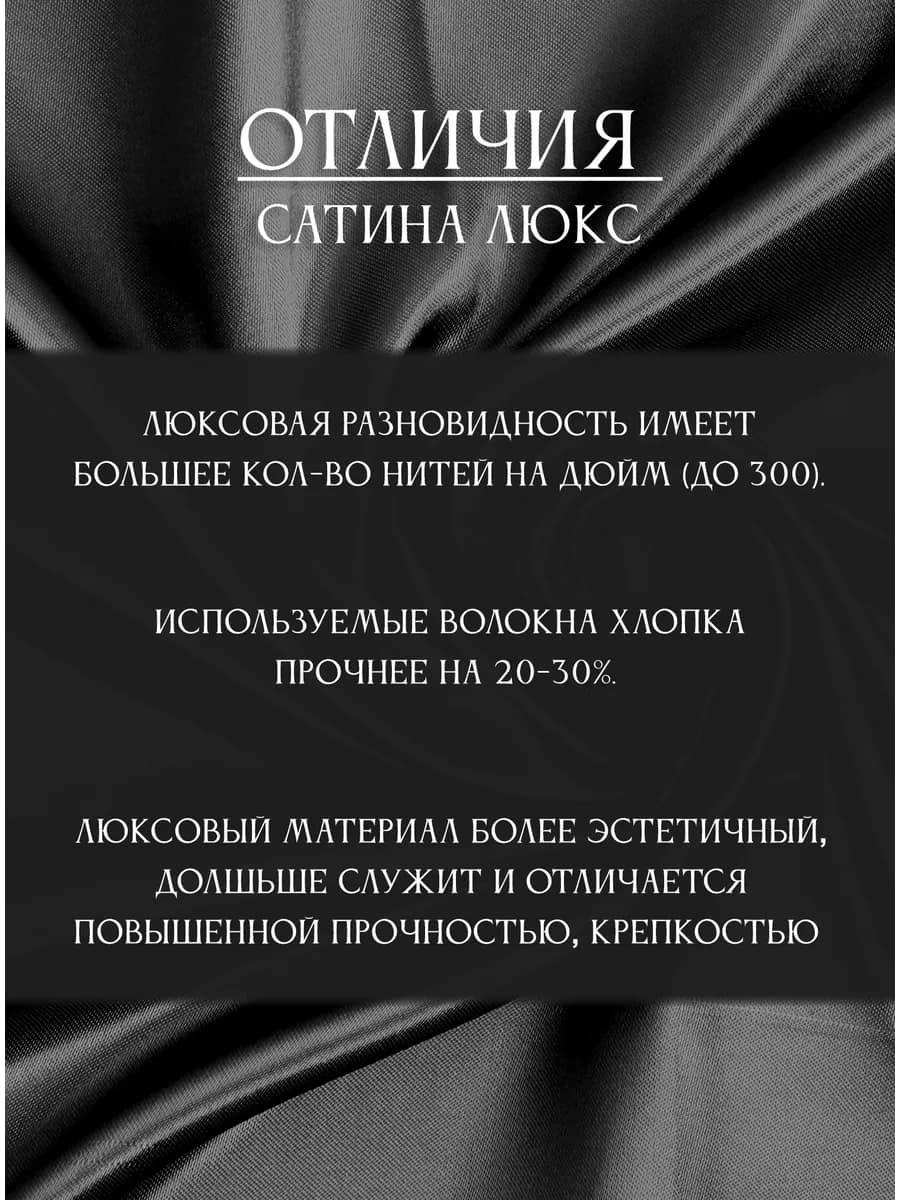 ОТЛИЧИЯ
САТИНА ЛЮКС
ЛЮКСОВАЯ РАЗНОВИДНОСТЬ ИМЕЕТ
БОЛЬШЕЕ КОЛ-ВО НИТЕЙ НА ДЮЙМ (ДО 300).
ИСПОЛЬЗУЕМЫЕ ВОЛОКНА ХЛОПКА
ПРОЧНЕЕ НА 20-30%.
ЛЮКСОВЫЙ МАТЕРИАЛ БОЛЕЕ ЭСТЕТИЧНЫЙ,
ДОЛШЬШЕ СЛУЖИТ И ОТЛИЧАЕТСЯ
ПОВЫШЕННОЙ ПРОЧНОСТЬЮ, КРЕПКОСТЬЮ